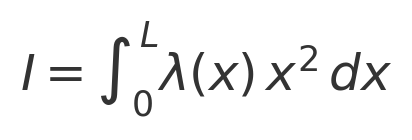 I = ∫₀ᴸ λ(x) x² dx